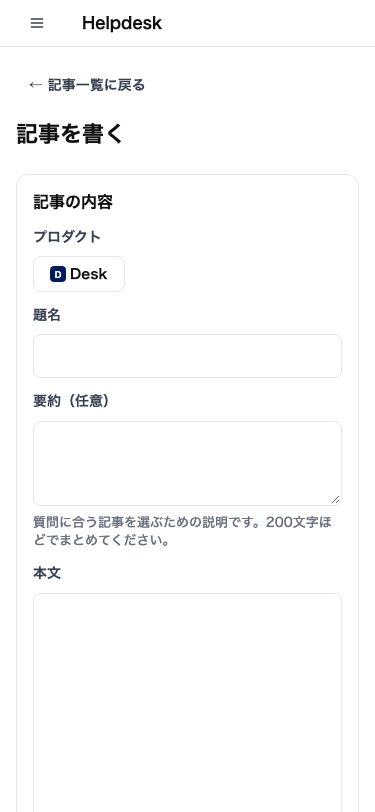 Helpdesk
← 記事一覧に戻る
記事を書く
記事の内容
プロダクト
D Desk
題名
要約（任意）
質問に合う記事を選ぶための説明です。200文字ほ
どでまとめてください。
本文